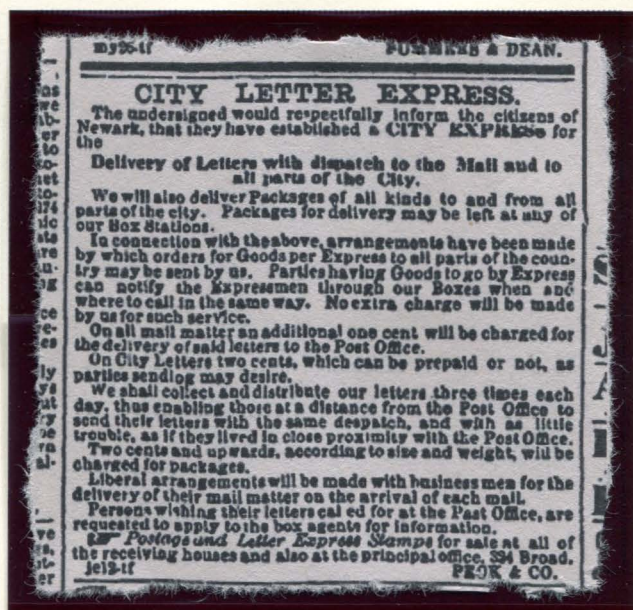 my26-tf
& DEAN.
CITY LETTER EXPRESS.
The undersigned would respectfully inform the citizens of
Newark, that they have established a CITY EXPRESS for
the
Delivery of Letters with dispatch to the Mail and to
all parts of the City.
We will also deliver Packages of all kinds to and from all
parts of the city. Packages for delivery may be left at any of
our Box Stations.
In connection with the above, arrangements have been made
by which orders for Goods per Express to all parts of the coun-
try may be sent by us. Parties having Goods to go by Express
can notify the Expressmen through our Boxes when and
where to call in the same way. No extra charge will be made
by us for such service.
On all mail matter an additional one cent will be charged for
the delivery of said letters to the Post Office.
On City Letters two cents, which can be prepaid or not, as
parties sending may desire.
We shall collect and distribute our letters three times each
day, thus enabling those at a distance from the Post Office to
send their letters with the same despatch, and with as little
trouble, as if they lived in close proximity with the Post Office.
Two cents and upwards, according to size and weight, will be
charged for packages.
Liberal arrangements will be made with business men for the
delivery of their mail matter on the arrival of each mail.
Persons wishing their letters cal ed for at the Post Office, are
requested to apply to the box agents for information.
☞ Postage and Letter Express Stamps for sale at all of
the receiving houses and also at the principal office, 394 Broad.
je12-tf
PECK & CO.